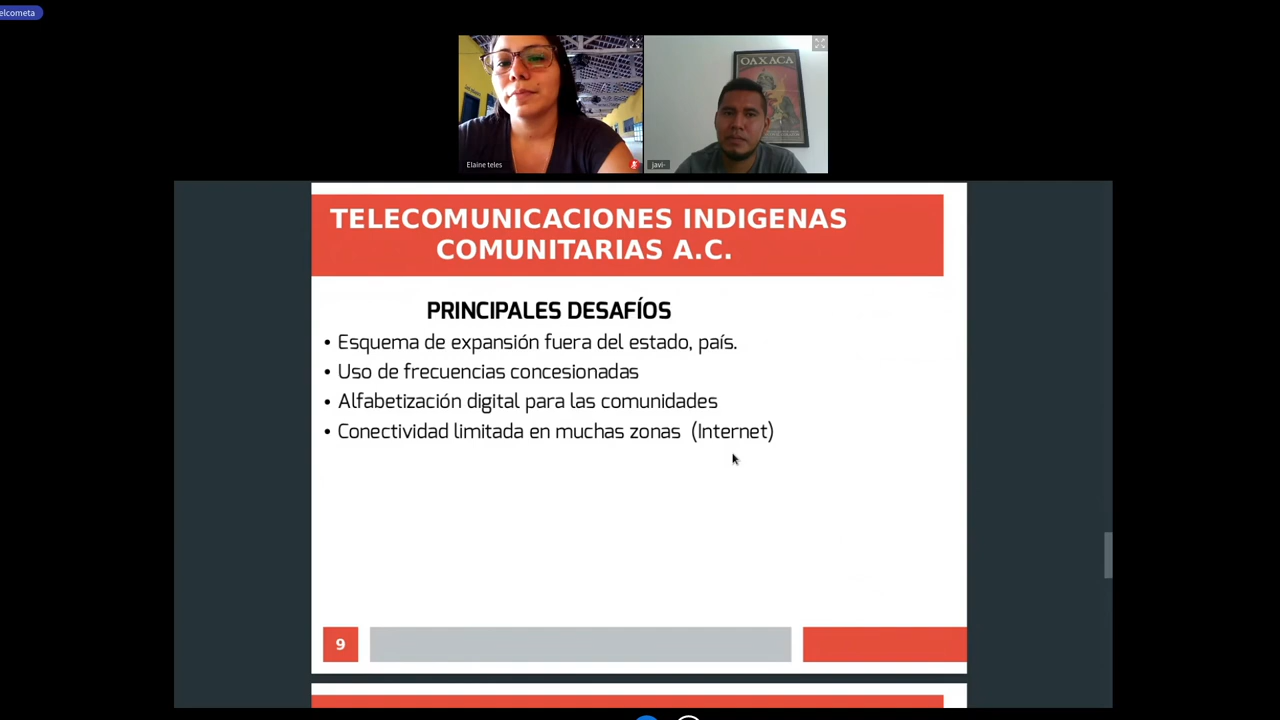 elcometa
OAXACA
Elaine teles
javi-
TELECOMUNICACIONES INDIGENAS
COMUNITARIAS A.C.
PRINCIPALES DESAFÍOS
• Esquema de expansión fuera del estado, país.
• Uso de frecuencias concesionadas
• Alfabetización digital para las comunidades
• Conectividad limitada en muchas zonas (Internet)
9